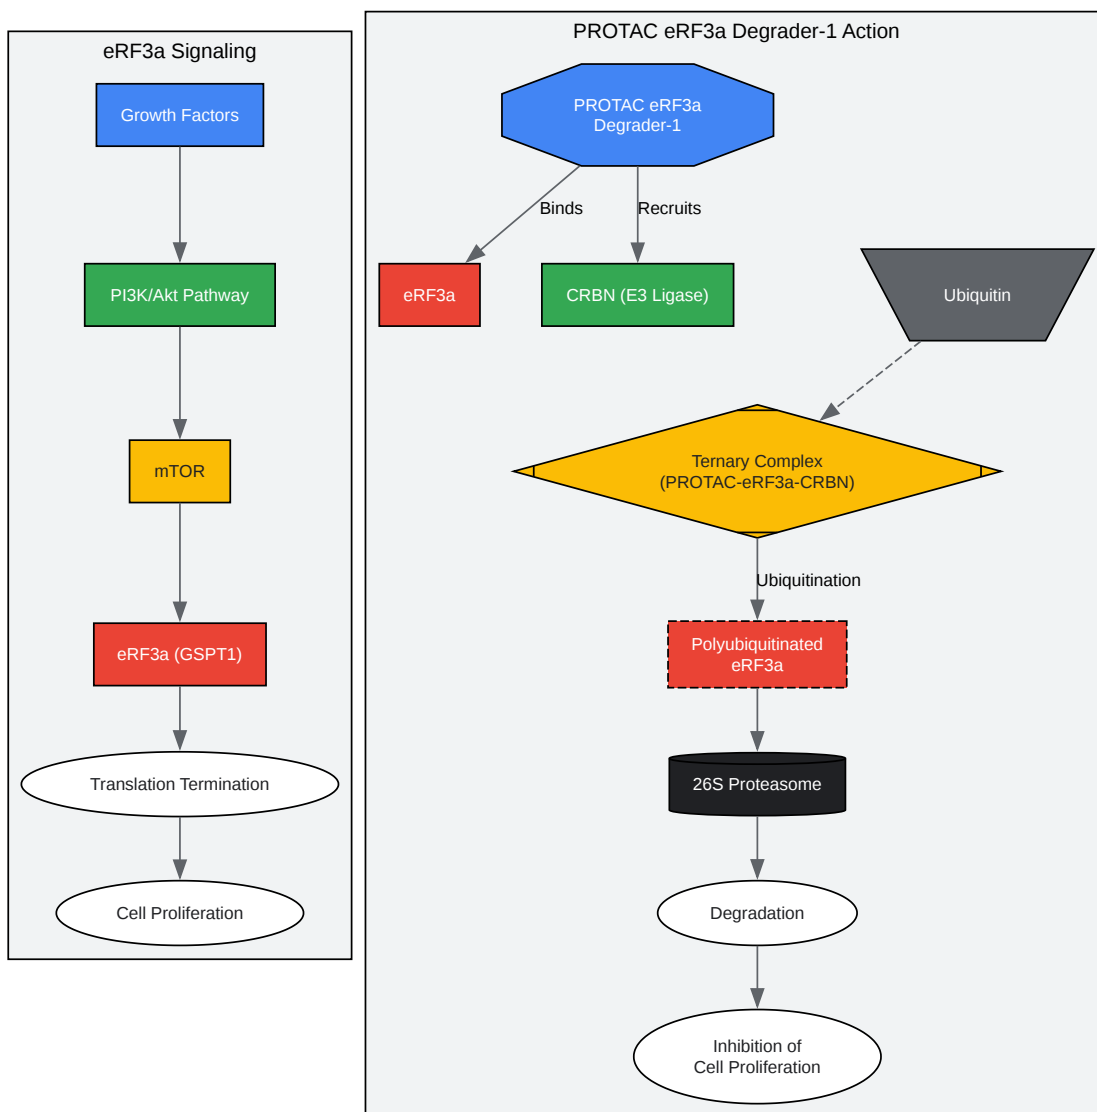 eRF3a Signaling
Growth Factors
PI3K/Akt Pathway
mTOR
eRF3a (GSPT1)
Translation Termination
Cell Proliferation
PROTAC eRF3a Degrader-1 Action
PROTAC eRF3a
Degrader-1
Binds
Recruits
eRF3a
CRBN (E3 Ligase)
Ubiquitin
Ternary Complex
(PROTAC-eRF3a-CRBN)
Ubiquitination
Polyubiquitinated
eRF3a
26S Proteasome
Degradation
Inhibition of
Cell Proliferation